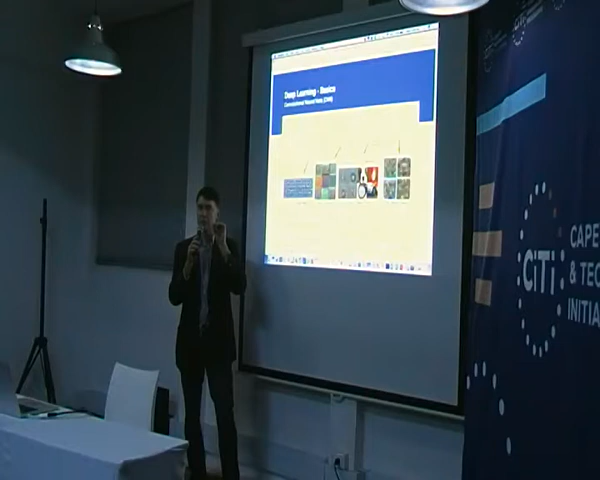 Deep Learning - Basics
Convolutional Neural Nets (CNN)
CiTi
CAPE
& TEC
INITIA